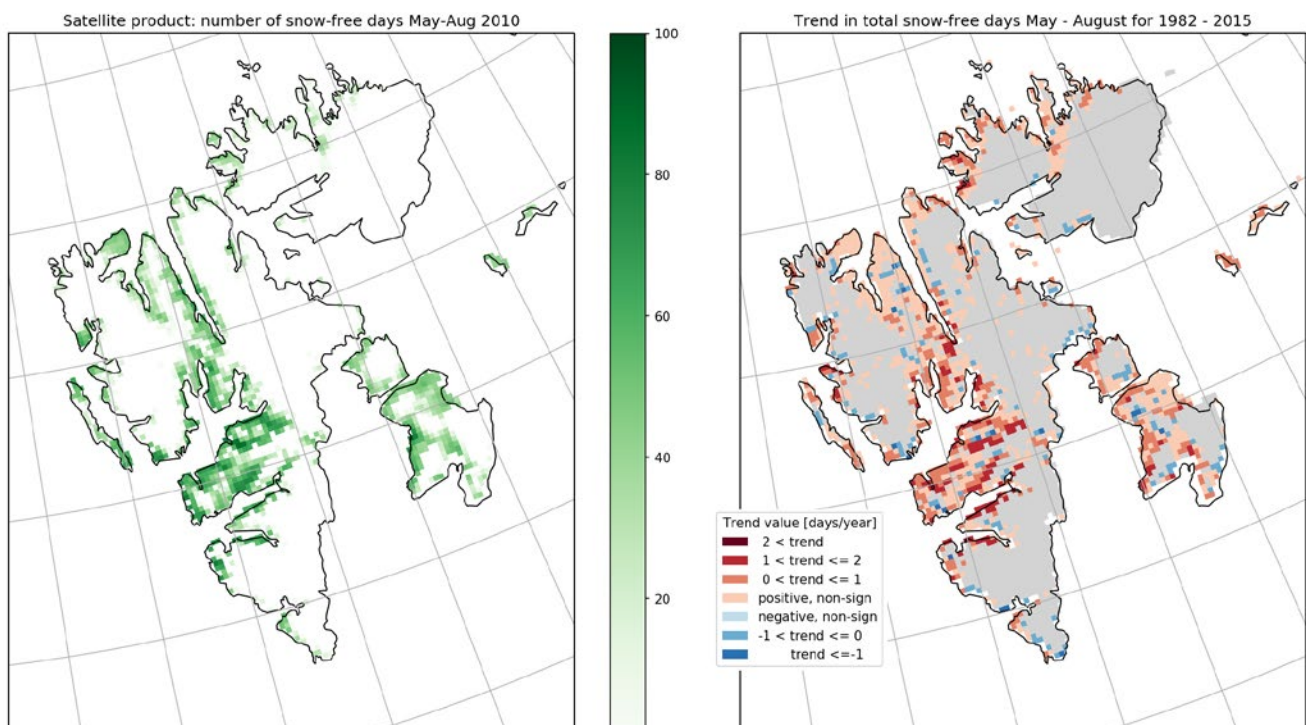 Satellite product: number of snow-free days May-Aug 2010
100
80
60
40
20
Trend in total snow-free days May - August for 1982 - 2015
Trend value [days/year]
2 < trend
1 < trend <= 2
0 < trend <= 1
positive, non-sign
negative, non-sign
-1 < trend <= 0
trend <=-1